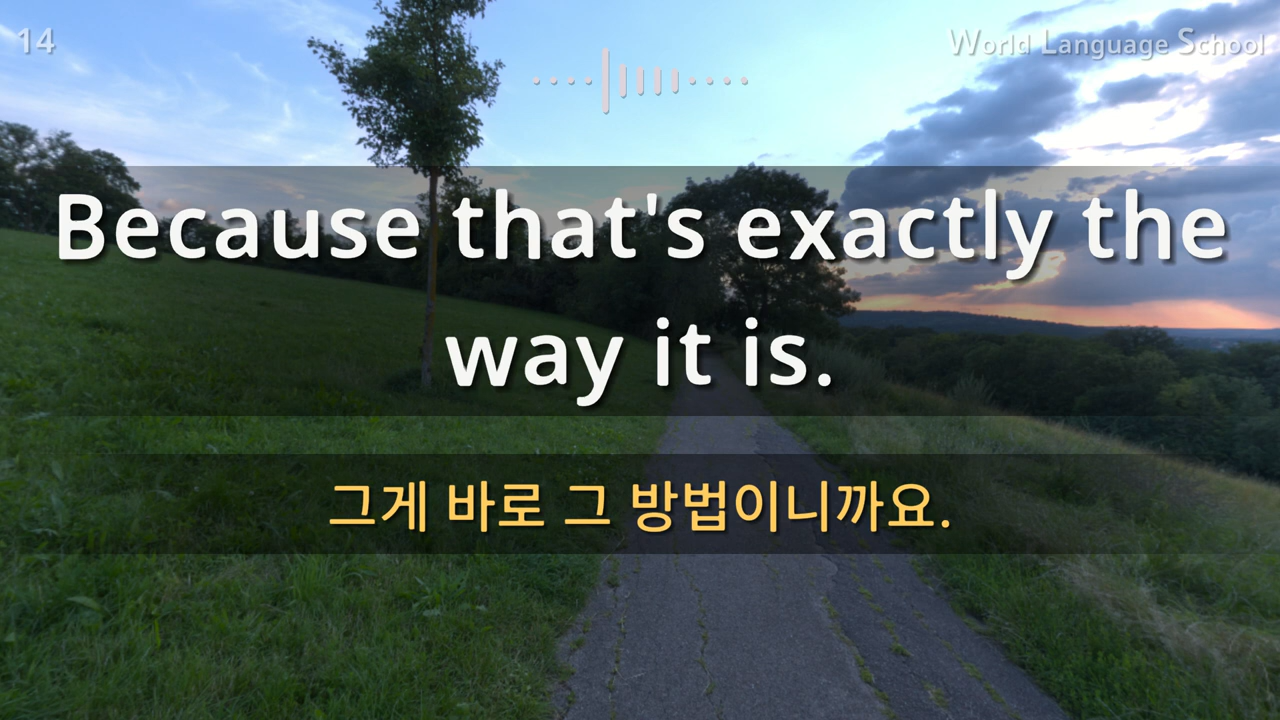 14
World Language School
Because that's exactly the
way it is.
그게 바로 그 방법이니까요.